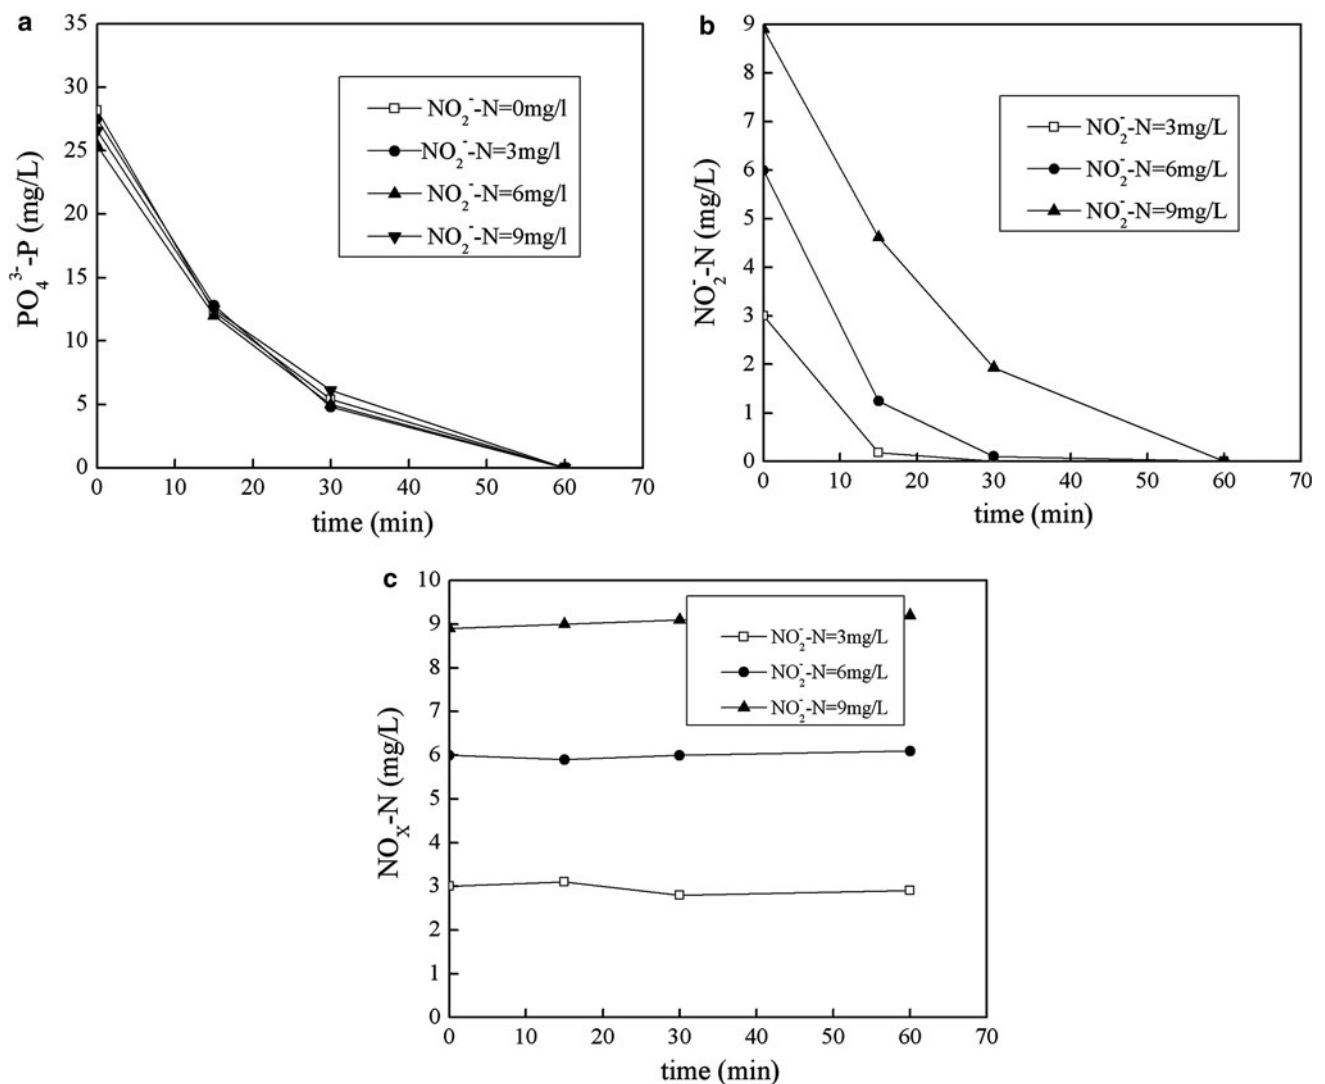 a
35
30
25
20
15
10
5
0
0 10 20 30 40 50 60 70
time (min)
PO₄³⁻-P (mg/L)
NO₂⁻-N=0mg/l
NO₂⁻-N=3mg/l
NO₂⁻-N=6mg/l
NO₂⁻-N=9mg/l
b
9
8
7
6
5
4
3
2
1
0
0 10 20 30 40 50 60 70
time (min)
NO₂⁻-N (mg/L)
NO₂⁻-N=3mg/L
NO₂⁻-N=6mg/L
NO₂⁻-N=9mg/L
c
10
9
8
7
6
5
4
3
2
1
0
0 10 20 30 40 50 60 70
time (min)
NOₓ-N (mg/L)
NO₂⁻-N=3mg/L
NO₂⁻-N=6mg/L
NO₂⁻-N=9mg/L